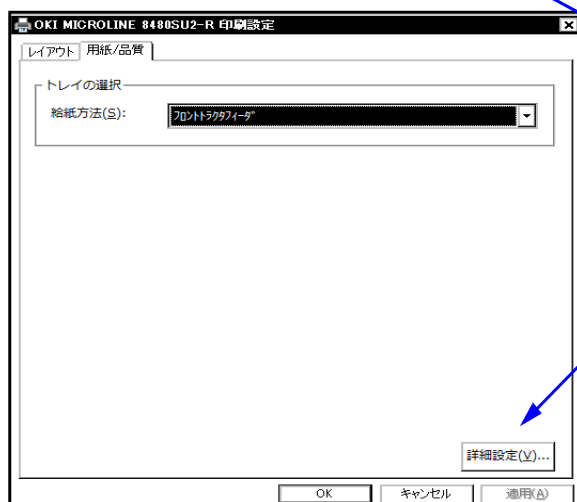 OKI MICROLINE 8480SU2-R 印刷設定
レイアウト 用紙/品質
トレイの選択
給紙方法(S): ﾌﾛﾝﾄﾄﾗｸﾀﾌｨｰﾀﾞ
詳細設定(V)...
OK キャンセル 適用(A)